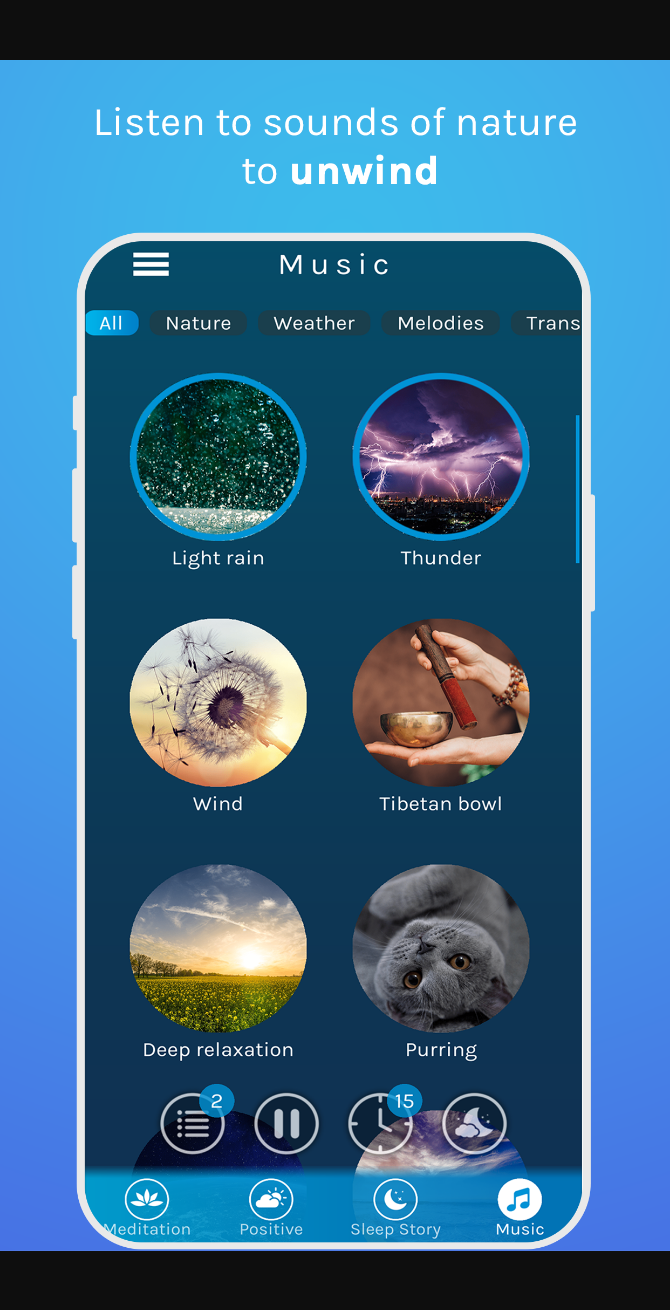 Listen to sounds of nature
to unwind
Music
All Nature Weather Melodies Trans
Light rain Thunder
Wind Tibetan bowl
Deep relaxation Purring
2 15
Meditation Positive Sleep Story Music